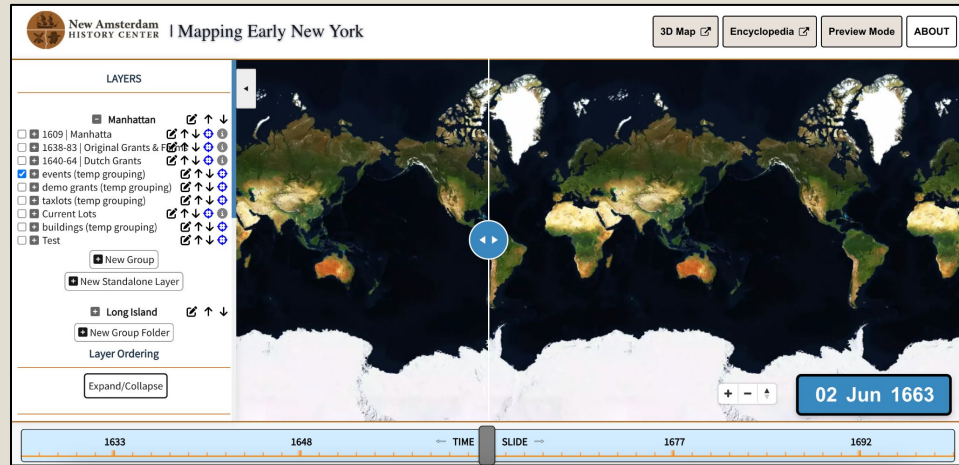 New Amsterdam
HISTORY CENTER
| Mapping Early New York
3D Map
Encyclopedia
Preview Mode
ABOUT
LAYERS
Manhattan
1609 | Manhatta
1638-83 | Original Grants &
1640-64 | Dutch Grants
events (temp grouping)
demo grants (temp grouping)
taxlots (temp grouping)
Current Lots
buildings (temp grouping)
Test
New Group
New Standalone Layer
Long Island
New Group Folder
Layer Ordering
Expand/Collapse
02 Jun 1663
1633 1648 ← TIME SLIDE → 1677 1692